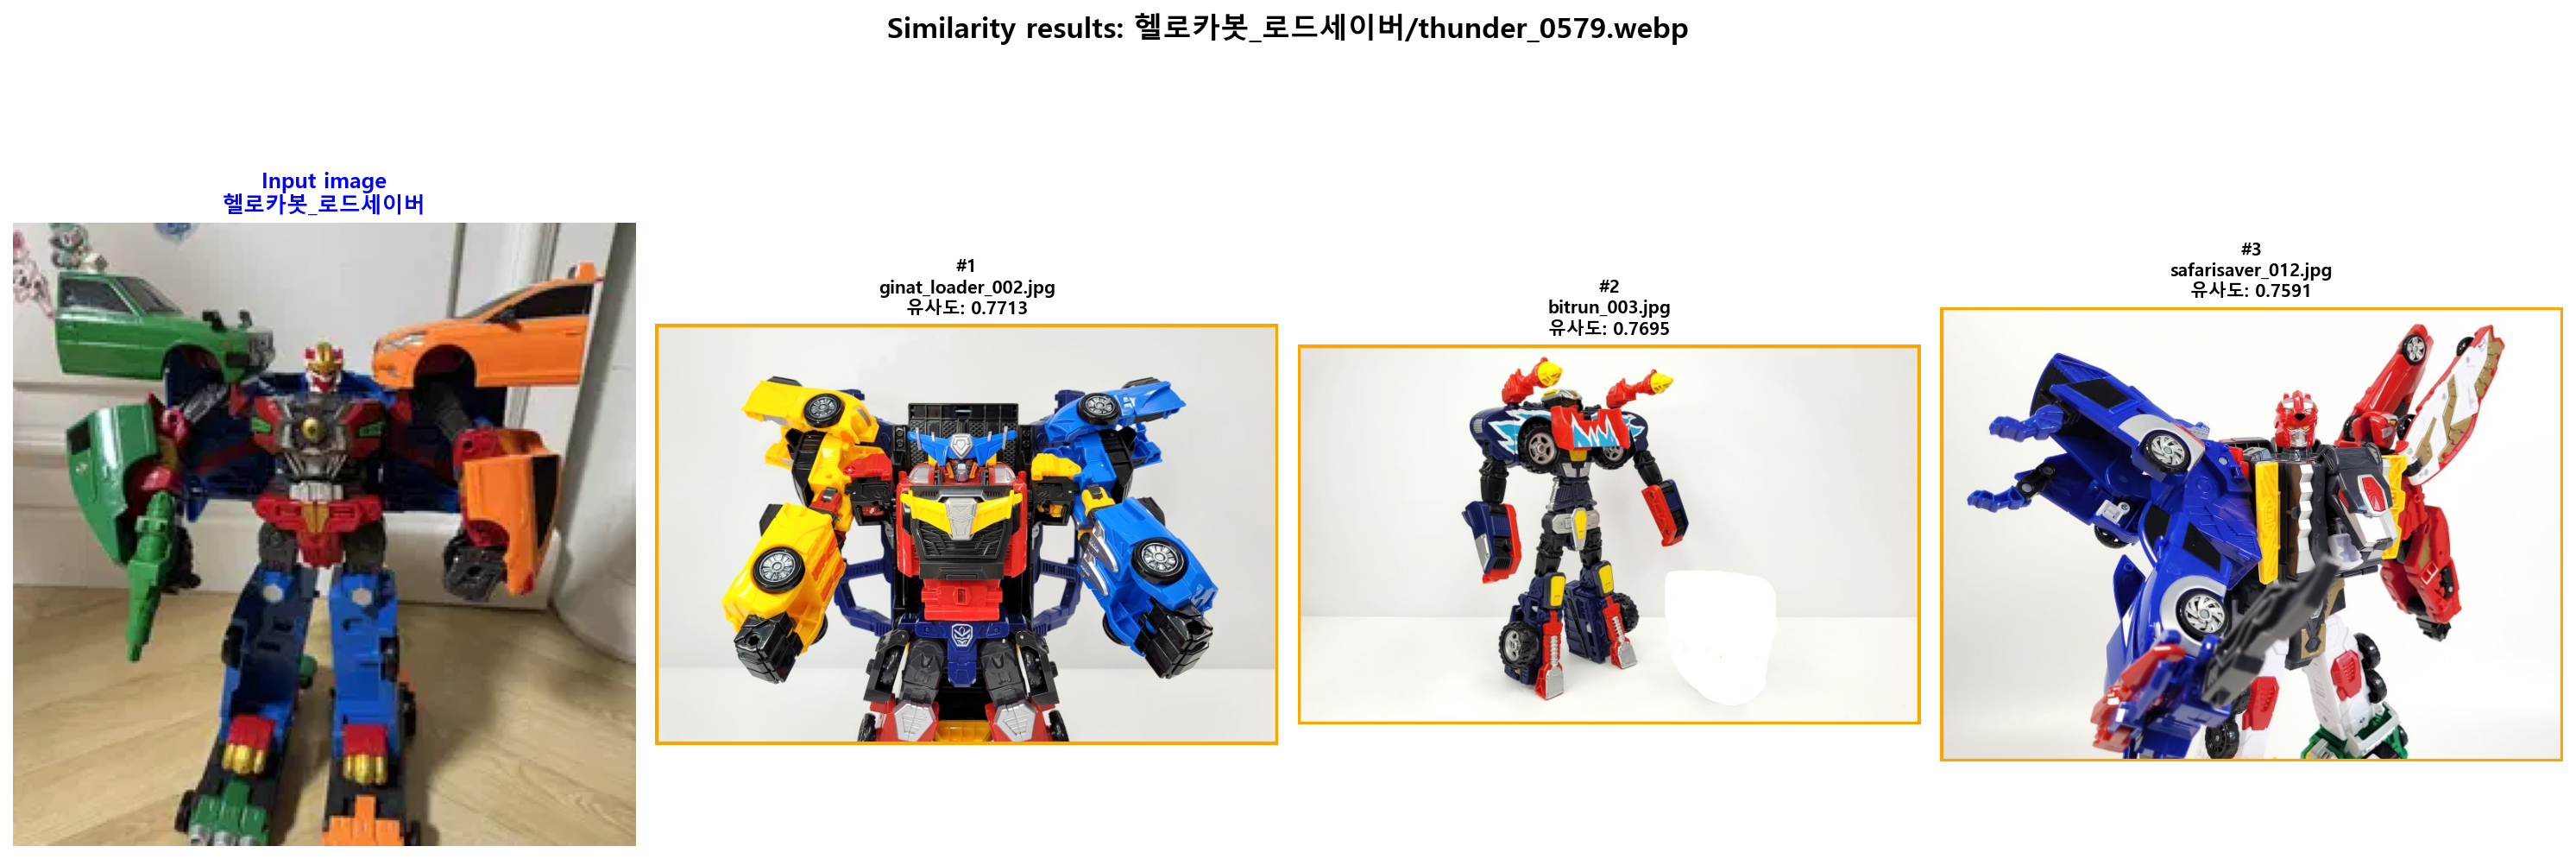 Similarity results: 헬로카봇_로드세이버/thunder_0579.webp
Input image
헬로카봇_로드세이버
#1
ginat_loader_002.jpg
유사도: 0.7713
#2
bitrun_003.jpg
유사도: 0.7695
#3
safarisaver_012.jpg
유사도: 0.7591